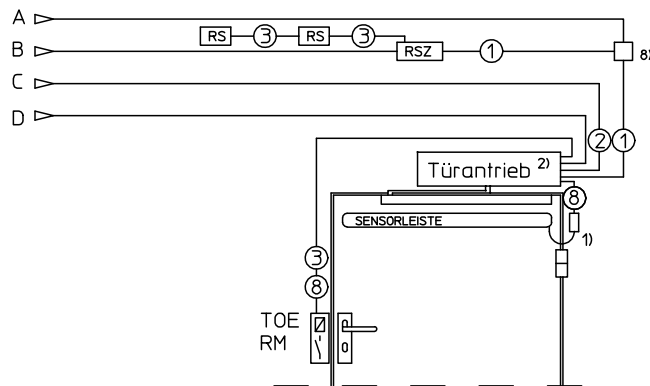 A
RS 3 RS 3
B RSZ 1 8)
C
D
2 1
Türantrieb 2)
8
SENSORLEISTE
1)
3
8
TOE
RM